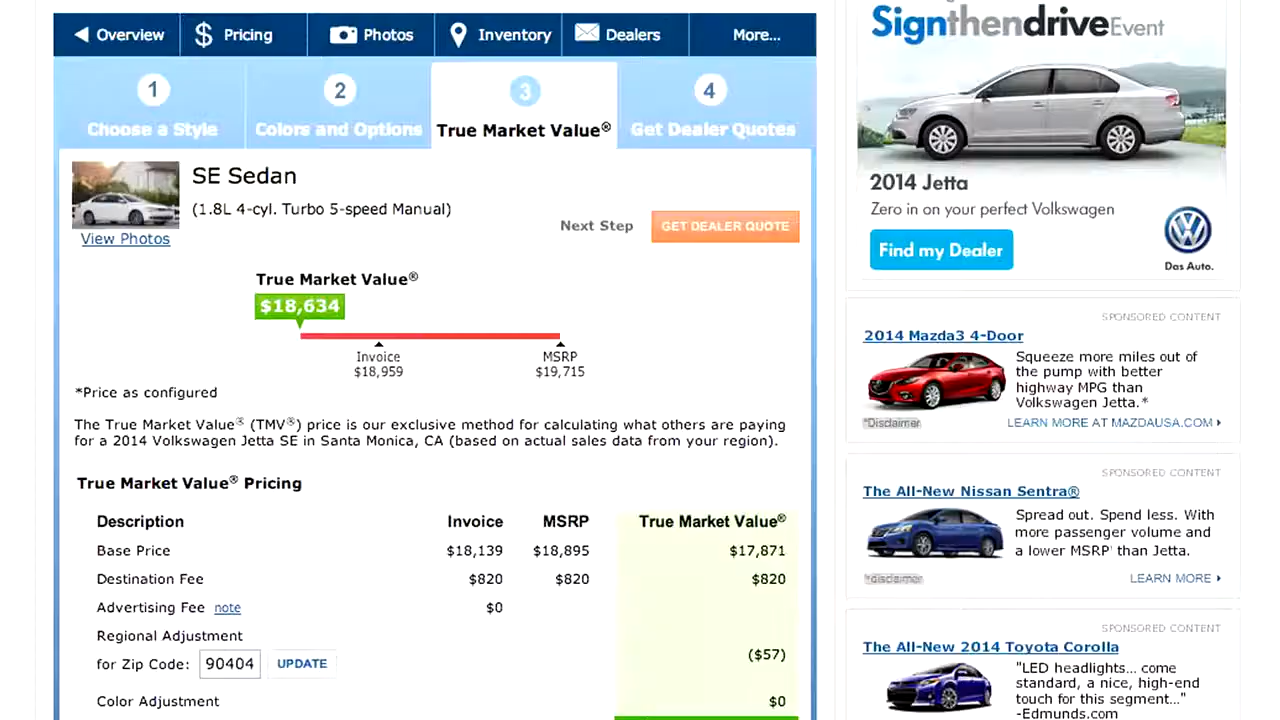 Overview
$ Pricing
Photos
Inventory
Dealers
More...
1
Choose a Style
2
Colors and Options
3
True Market Value®
4
Get Dealer Quotes
SE Sedan
(1.8L 4-cyl. Turbo 5-speed Manual)
View Photos
Next Step
GET DEALER QUOTE
True Market Value®
$18,634
Invoice
$18,959
MSRP
$19,715
*Price as configured
The True Market Value® (TMV®) price is our exclusive method for calculating what others are paying
for a 2014 Volkswagen Jetta SE in Santa Monica, CA (based on actual sales data from your region).
True Market Value® Pricing
Description Invoice MSRP True Market Value®
Base Price $18,139 $18,895 $17,871
Destination Fee $820 $820 $820
Advertising Fee note $0
Regional Adjustment
for Zip Code: 90404 UPDATE ($57)
Color Adjustment $0
Signthendrive Event
2014 Jetta
Zero in on your perfect Volkswagen
Find my Dealer
Das Auto.
SPONSORED CONTENT
2014 Mazda3 4-Door
Squeeze more miles out of
the pump with better
highway MPG than
Volkswagen Jetta.*
*Disclaimer
LEARN MORE AT MAZDAUSA.COM
SPONSORED CONTENT
The All-New Nissan Sentra®
Spread out. Spend less. With
more passenger volume and
a lower MSRP' than Jetta.
*disclaimer
LEARN MORE
SPONSORED CONTENT
The All-New 2014 Toyota Corolla
"LED headlights... come
standard, a nice, high-end
touch for this segment..."
-Edmunds.com